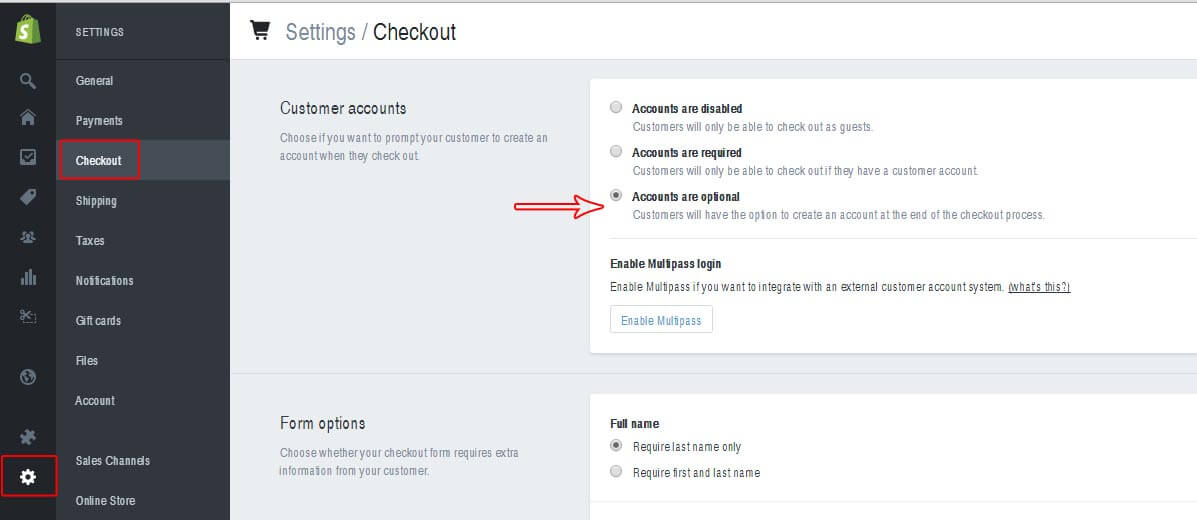 SETTINGS
General
Payments
Checkout
Shipping
Taxes
Notifications
Gift cards
Files
Account
Sales Channels
Online Store
Settings / Checkout
Customer accounts
Choose if you want to prompt your customer to create an
account when they check out.
Accounts are disabled
Customers will only be able to check out as guests.
Accounts are required
Customers will only be able to check out if they have a customer account.
Accounts are optional
Customers will have the option to create an account at the end of the checkout process.
Enable Multipass login
Enable Multipass if you want to integrate with an external customer account system. (what's this?)
Enable Multipass
Form options
Choose whether your checkout form requires extra
information from your customer.
Full name
Require last name only
Require first and last name